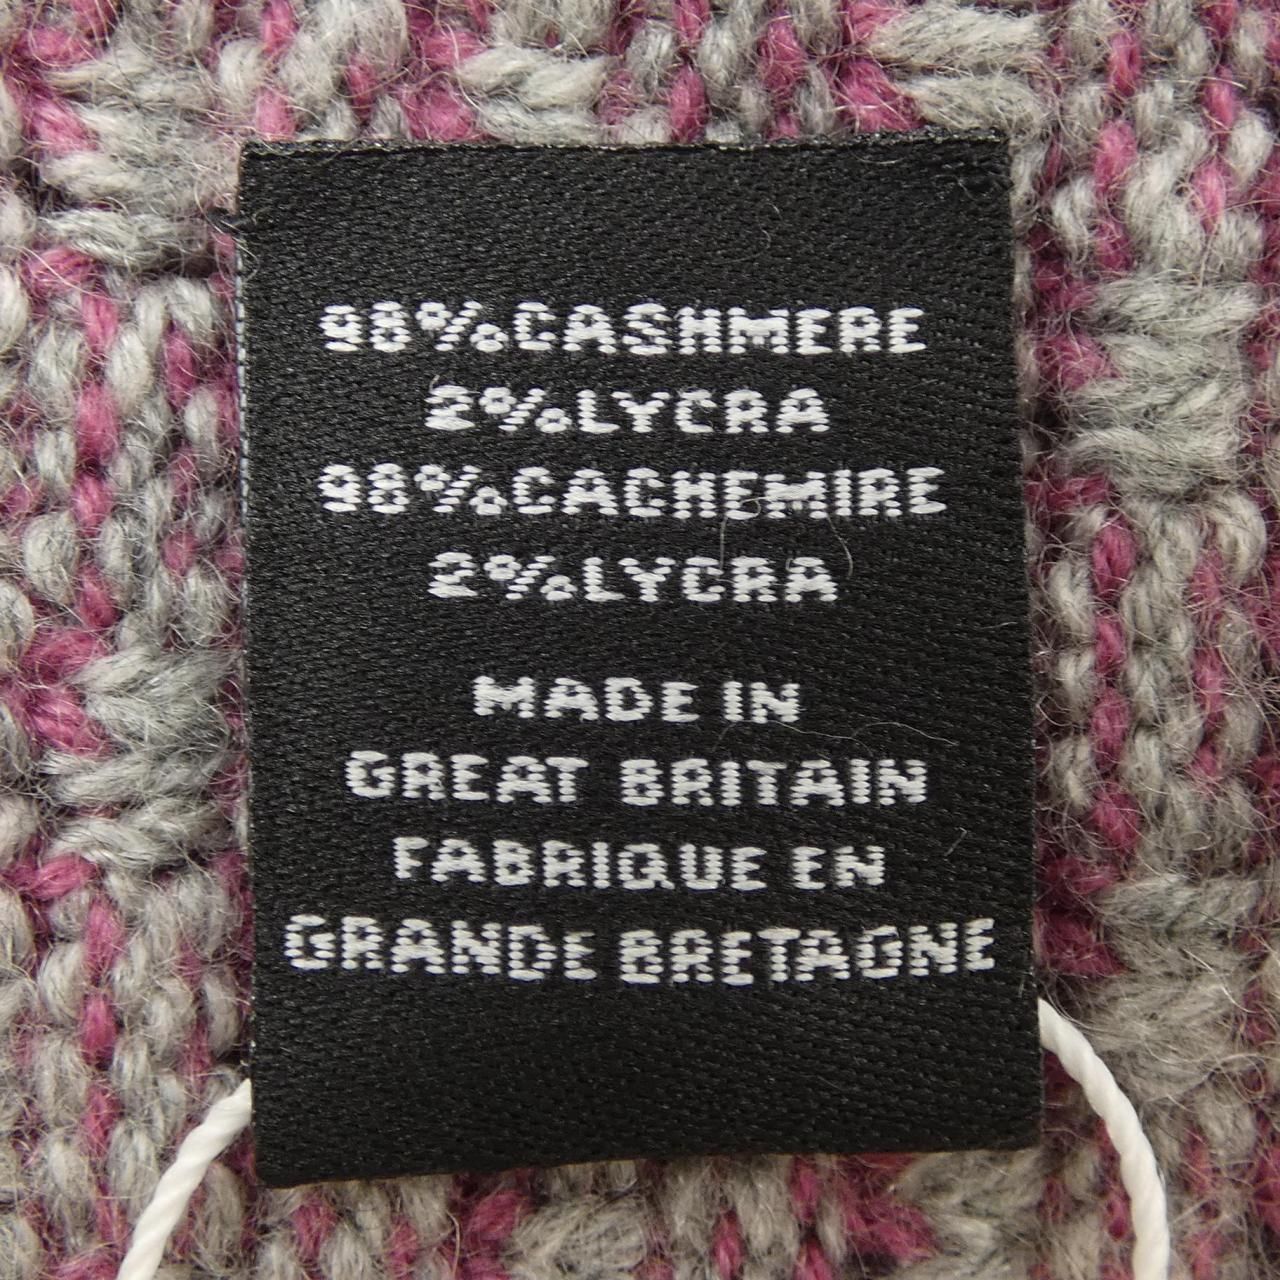 98%CASHMERE
2%LYCRA
98%CACHEMIRE
2%LYCRA
MADE IN
GREAT BRITAIN
FABRIQUE EN
GRANDE BRETAGNE